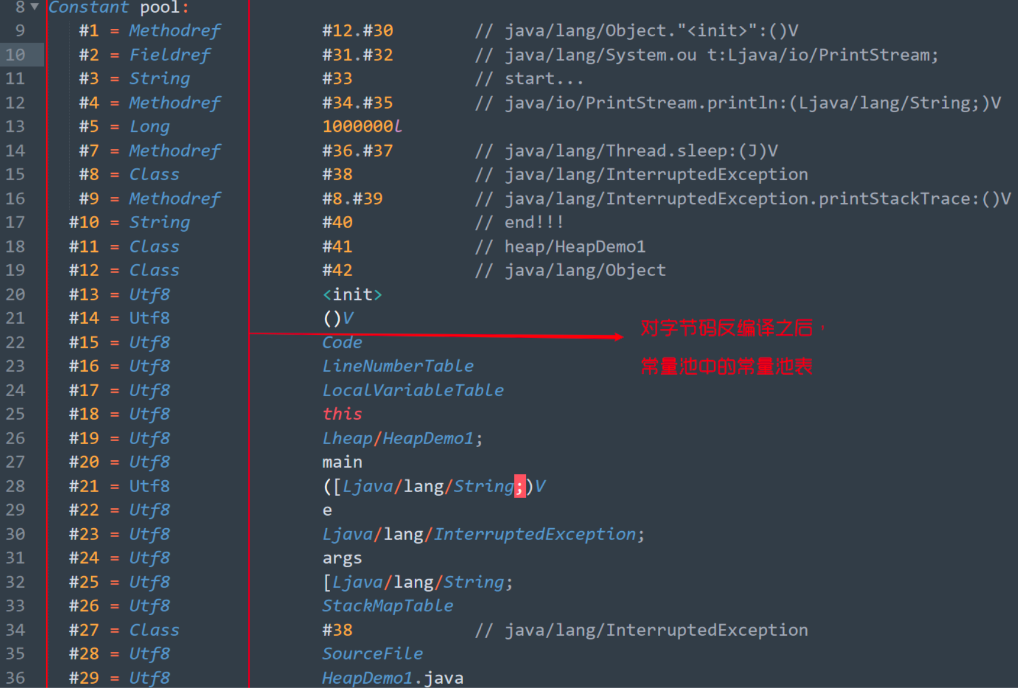 8 Constant pool:
9 #1 = Methodref #12.#30 // java/lang/Object."<init>":()V
10 #2 = Fieldref #31.#32 // java/lang/System.ou t:Ljava/io/PrintStream;
11 #3 = String #33 // start...
12 #4 = Methodref #34.#35 // java/io/PrintStream.println:(Ljava/lang/String;)V
13 #5 = Long 1000000l
14 #7 = Methodref #36.#37 // java/lang/Thread.sleep:(J)V
15 #8 = Class #38 // java/lang/InterruptedException
16 #9 = Methodref #8.#39 // java/lang/InterruptedException.printStackTrace:()V
17 #10 = String #40 // end!!!
18 #11 = Class #41 // heap/HeapDemo1
19 #12 = Class #42 // java/lang/Object
20 #13 = Utf8 <init>
21 #14 = Utf8 ()V
22 #15 = Utf8 Code
23 #16 = Utf8 LineNumberTable
24 #17 = Utf8 LocalVariableTable
25 #18 = Utf8 this
26 #19 = Utf8 Lheap/HeapDemo1;
27 #20 = Utf8 main
28 #21 = Utf8 ([Ljava/lang/String;)V
29 #22 = Utf8 e
30 #23 = Utf8 Ljava/lang/InterruptedException;
31 #24 = Utf8 args
32 #25 = Utf8 [Ljava/lang/String;
33 #26 = Utf8 StackMapTable
34 #27 = Class #38 // java/lang/InterruptedException
35 #28 = Utf8 SourceFile
36 #29 = Utf8 HeapDemo1.java
对字节码反编译之后，
常量池中的常量池表